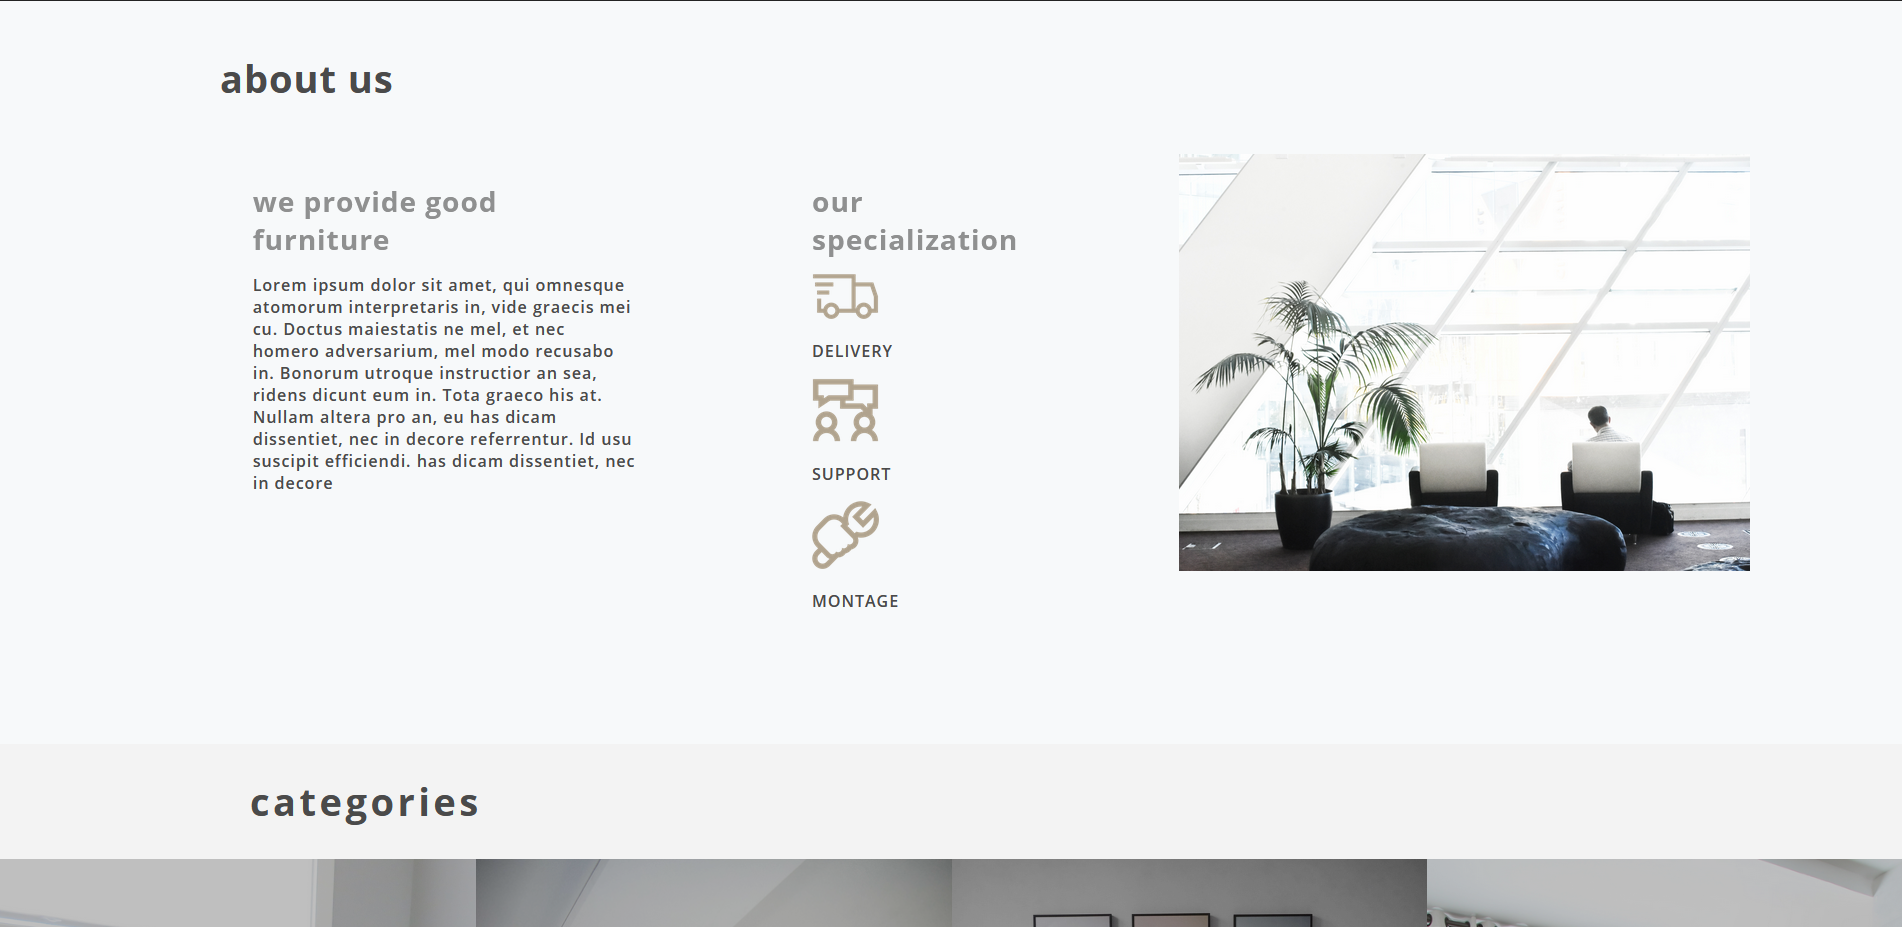 about us
we provide good
furniture
Lorem ipsum dolor sit amet, qui omnesque
atomorum interpretaris in, vide graecis mei
cu. Doctus maiestatis ne mel, et nec
homero adversarium, mel modo recusabo
in. Bonorum utroque instructior an sea,
ridens dicunt eum in. Tota graeco his at.
Nullam altera pro an, eu has dicam
dissentiet, nec in decore referrentur. Id usu
suscipit efficiendi. has dicam dissentiet, nec
in decore
our
specialization
DELIVERY
SUPPORT
MONTAGE
categories